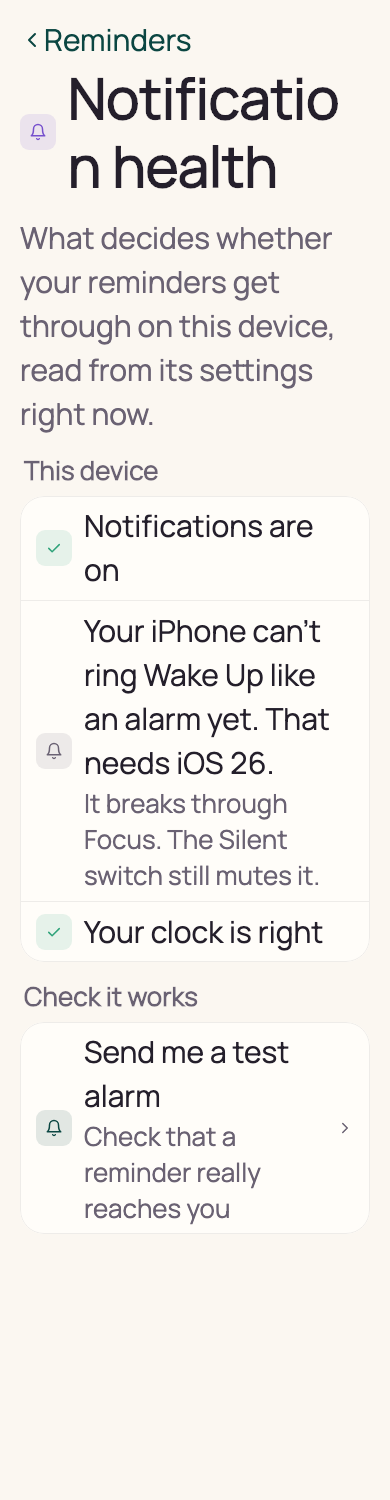 Reminders
Notificatio
n health
What decides whether
your reminders get
through on this device,
read from its settings
right now.
This device
Notifications are
on
Your iPhone can’t
ring Wake Up like
an alarm yet. That
needs iOS 26.
It breaks through
Focus. The Silent
switch still mutes it.
Your clock is right
Check it works
Send me a test
alarm
Check that a
reminder really
reaches you